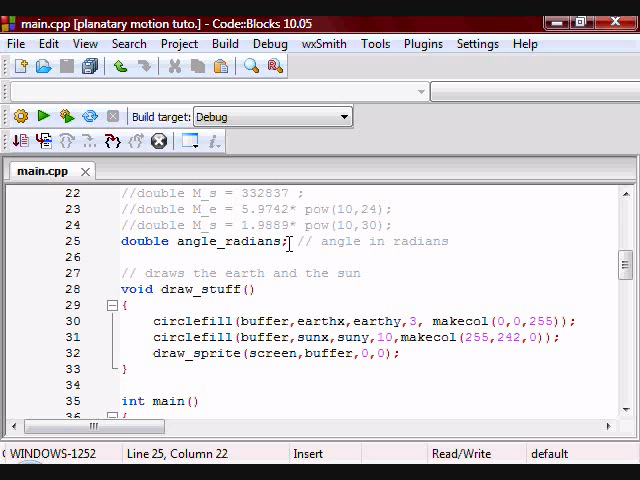 main.cpp [planatary motion tuto.] - Code::Blocks 10.05
File Edit View Search Project Build Debug wxSmith Tools Plugins Settings Help
Build target: Debug
main.cpp
22 //double M_s = 332837 ;
23 //double M_e = 5.9742* pow(10,24);
24 //double M_s = 1.9889* pow(10,30);
25 double angle_radians; // angle in radians
26
27 // draws the earth and the sun
28 void draw_stuff()
29 {
30 circlefill(buffer,earthx,earthy,3, makecol(0,0,255));
31 circlefill(buffer,sunx,suny,10,makecol(255,242,0));
32 draw_sprite(screen,buffer,0,0);
33 }
34
35 int main()
36 {
WINDOWS-1252 Line 25, Column 22 Insert Read/Write default